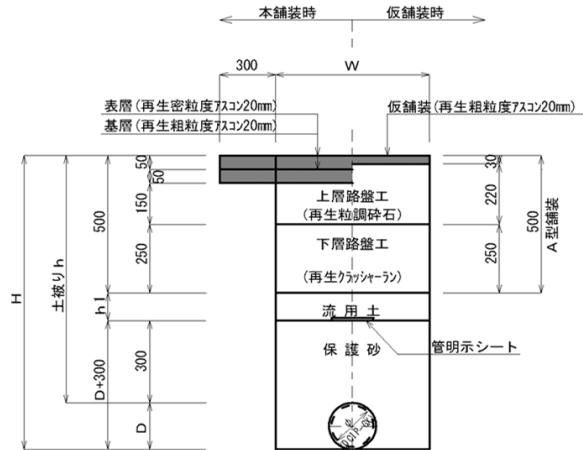 本舗装時 仮舗装時
300 W
表層(再生密粒度アスコン20mm) 仮舗装(再生粗粒度アスコン20mm)
基層(再生粗粒度アスコン20mm)
50 30
50
上層路盤工
(再生粒調砕石)
150 220
500 500
A型舗装
下層路盤工
(再生クラッシャーラン)
250 250
H
土被りh
h1
流用土
保護砂
管明示シート
D+300
300
D
φ
DCIP-GX